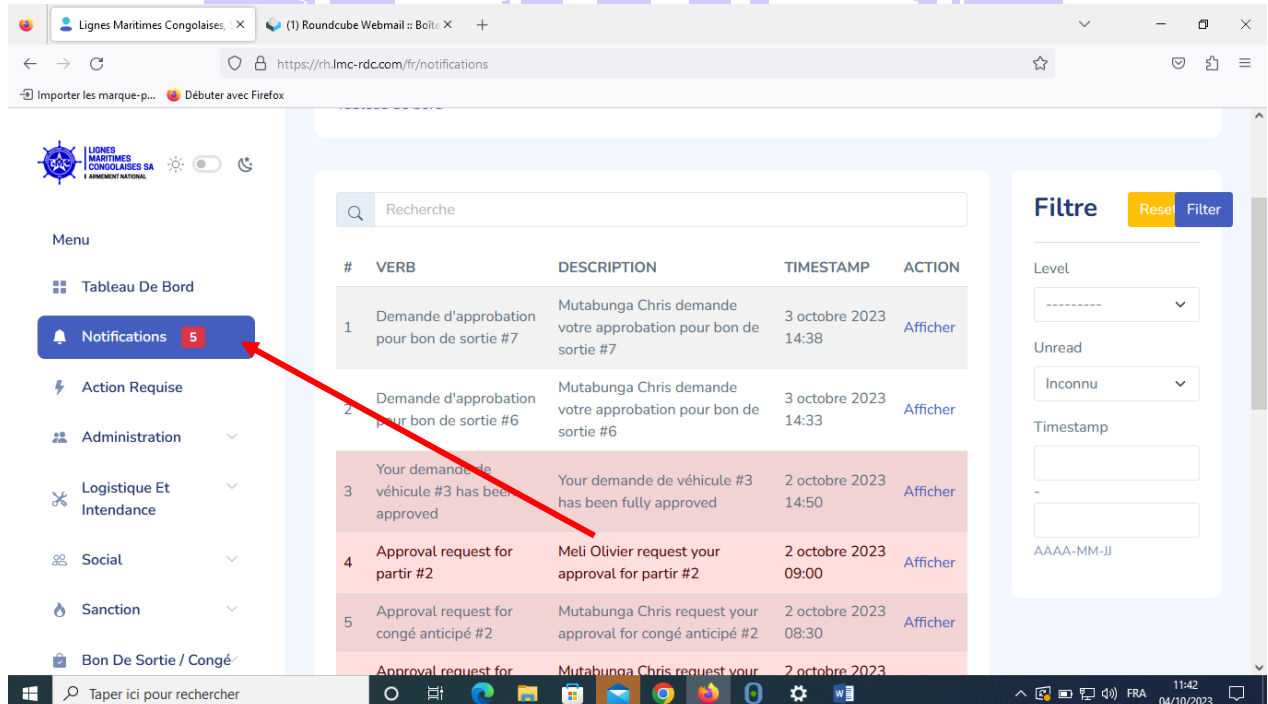 Lignes Maritimes Congolaises, S
(1) Roundcube Webmail :: Boîte
https://rh.lmc-rdc.com/fr/notifications
Importer les marque-p...
Débuter avec Firefox
Tableau de bord
LIGNES
MARITIMES
CONGOLAISES SA
L'ARMEMENT NATIONAL
Menu
Tableau De Bord
Notifications 5
Action Requise
Administration
Logistique Et
Intendance
Social
Sanction
Bon De Sortie / Congé
Recherche
# VERB DESCRIPTION TIMESTAMP ACTION
1 Demande d'approbation pour bon de sortie #7 Mutabunga Chris demande votre approbation pour bon de sortie #7 3 octobre 2023 14:38 Afficher
2 Demande d'approbation pour bon de sortie #6 Mutabunga Chris demande votre approbation pour bon de sortie #6 3 octobre 2023 14:33 Afficher
3 Your demande de véhicule #3 has been approved Your demande de véhicule #3 has been fully approved 2 octobre 2023 14:50 Afficher
4 Approval request for partir #2 Meli Olivier request your approval for partir #2 2 octobre 2023 09:00 Afficher
5 Approval request for congé anticipé #2 Mutabunga Chris request your approval for congé anticipé #2 2 octobre 2023 08:30 Afficher
Approval request for Mutabunga Chris request your 2 octobre 2023
Filtre
Reset Filter
Level
---------
Unread
Inconnu
Timestamp
-
AAAA-MM-JJ
Taper ici pour rechercher
FRA
11:42
04/10/2023